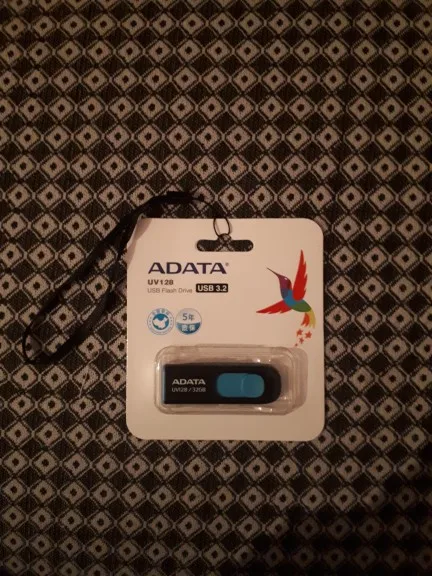 ADATA®
UV128
USB Flash Drive USB 3.2
5年
ADATA
UV128 / 32GB